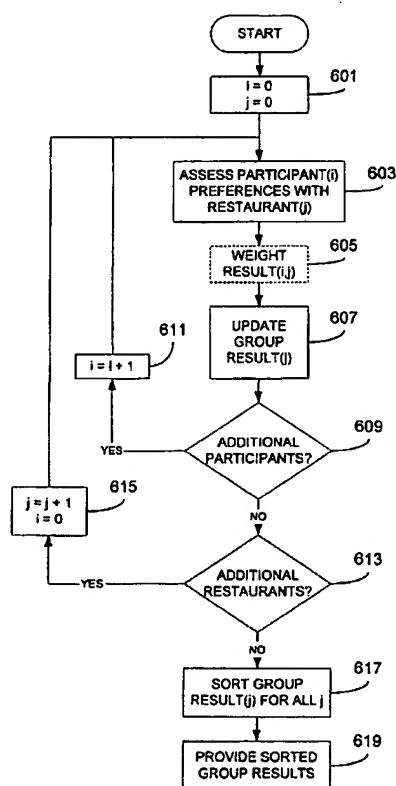 START
i = 0
j = 0
601
ASSESS PARTICIPANT(i)
PREFERENCES WITH
RESTAURANT(j)
603
WEIGHT
RESULT(i,j)
605
UPDATE
GROUP
RESULT(j)
607
i = i + 1
611
ADDITIONAL
PARTICIPANTS?
609
YES
NO
j = j + 1
i = 0
615
ADDITIONAL
RESTAURANTS?
613
YES
NO
SORT GROUP
RESULT(j) FOR ALL j
617
PROVIDE SORTED
GROUP RESULTS
619